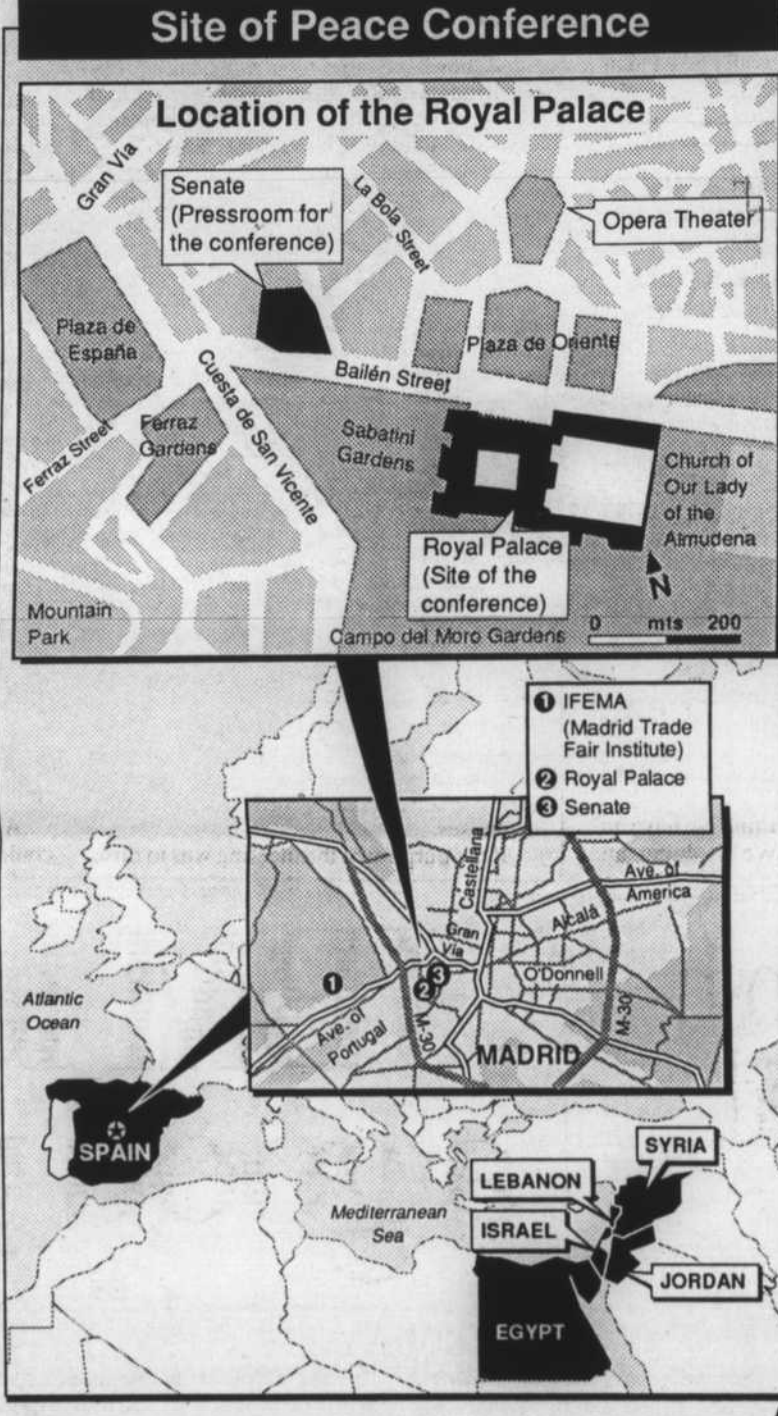 Site of Peace Conference
Location of the Royal Palace
Gran Via
Senate
(Pressroom for
the conference)
La Bola Street
Opera Theater
Plaza de
España
Plaza de Oriente
Bailén Street
Cuesta de San Vicente
Ferraz Street
Ferraz
Gardens
Sabatini
Gardens
Church of
Our Lady
of the
Almudena
Royal Palace
(Site of the
conference)
N
Mountain
Park
Campo del Moro Gardens
0 mts 200
1 IFEMA
(Madrid Trade
Fair Institute)
2 Royal Palace
3 Senate
Castellana
Ave. of
America
Gran
Via
Alcalá
O'Donnell
1
3
2
Ave. of
Portugal
M-30
M-30
MADRID
Atlantic
Ocean
SPAIN
SYRIA
LEBANON
Mediterranean
Sea
ISRAEL
JORDAN
EGYPT